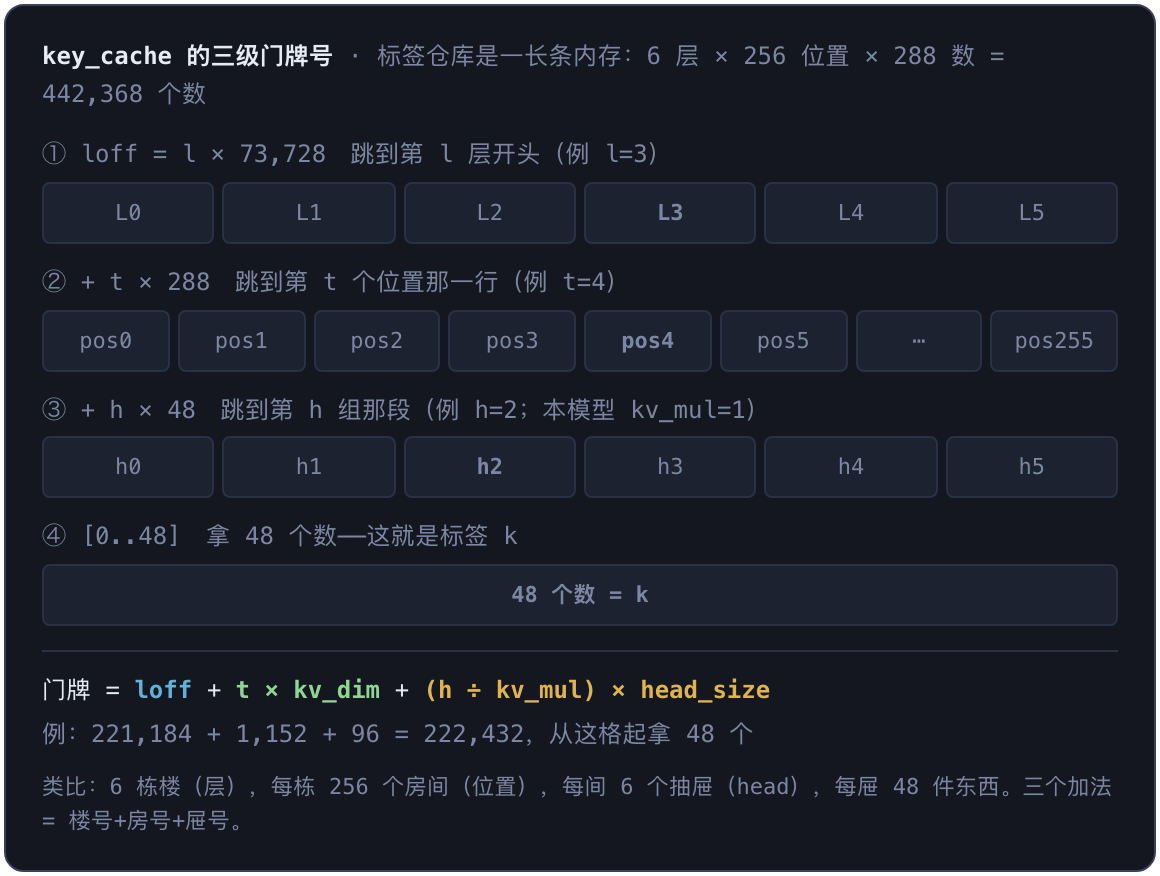 key_cache 的三级门牌号 · 标签仓库是一长条内存：6 层 × 256 位置 × 288 数 =
442,368 个数
① loff = l × 73,728 跳到第 l 层开头（例 l=3）
L0 L1 L2 L3 L4 L5
② + t × 288 跳到第 t 个位置那一行（例 t=4）
pos0 pos1 pos2 pos3 pos4 pos5 … pos255
③ + h × 48 跳到第 h 组那段（例 h=2；本模型 kv_mul=1）
h0 h1 h2 h3 h4 h5
④ [0..48] 拿 48 个数——这就是标签 k
48 个数 = k
门牌 = loff + t × kv_dim + (h ÷ kv_mul) × head_size
例：221,184 + 1,152 + 96 = 222,432，从这格起拿 48 个
类比：6 栋楼（层），每栋 256 个房间（位置），每间 6 个抽屉（head），每屉 48 件东西。三个加法
= 楼号+房号+屉号。